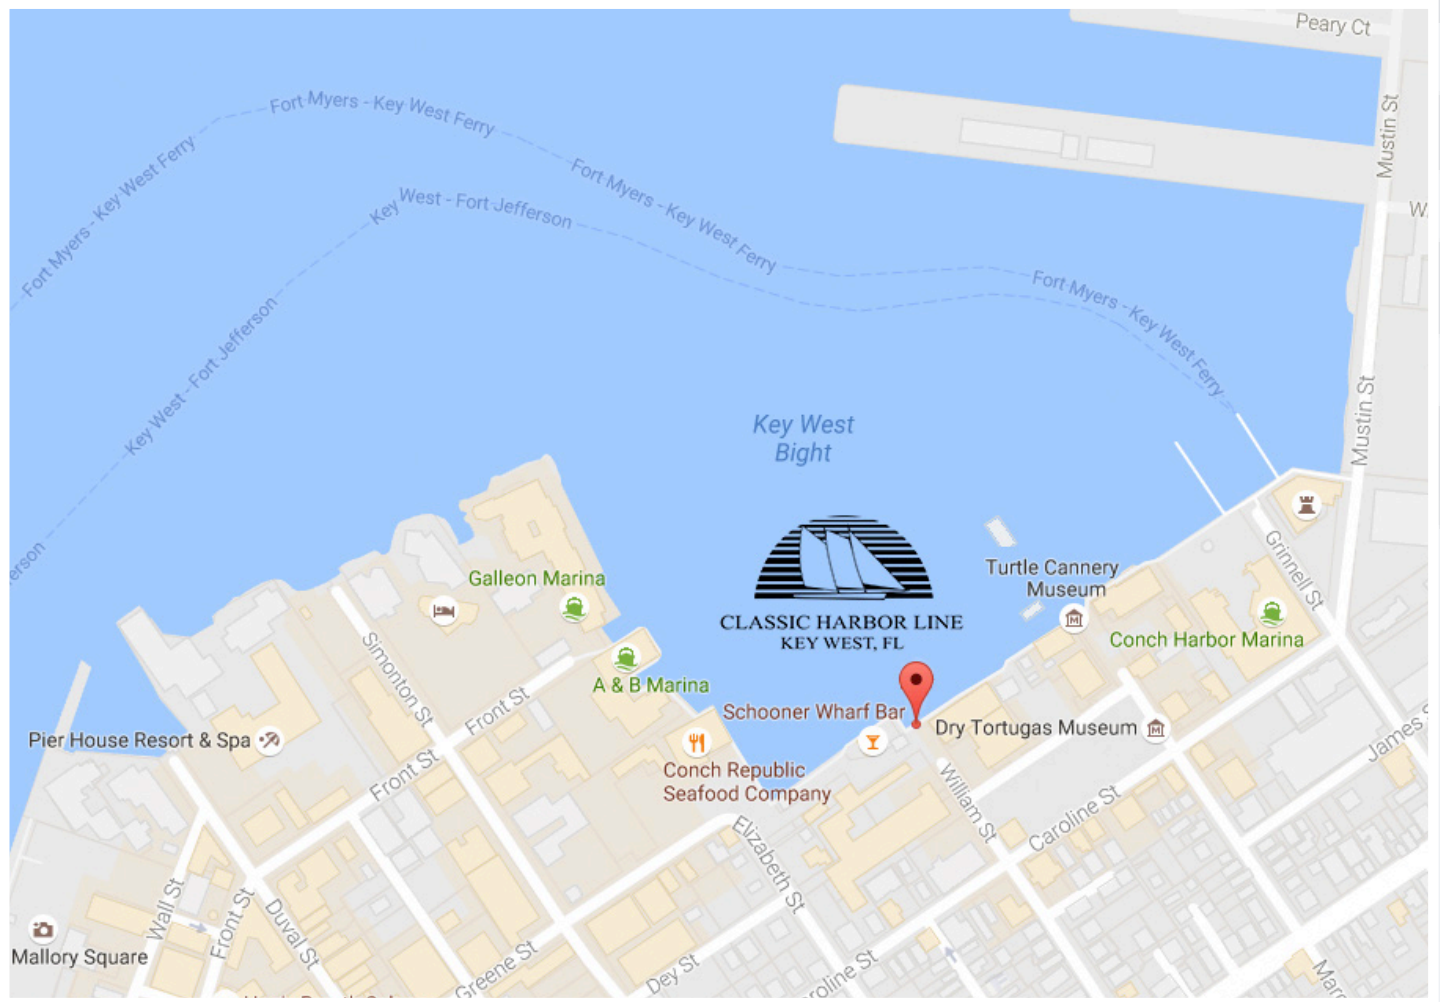 Peary Ct
Mustin St
Fort Myers - Key West Ferry
Fort Myers - Key West Ferry
Fort Myers - Key West Ferry
Key West - Fort Jefferson
W
Fort Myers - Key West Ferry
Key West - Fort Jefferson
Mustin St
Key West
Bight
erson
Grinnell St
Galleon Marina
Turtle Cannery
Museum
CLASSIC HARBOR LINE
KEY WEST, FL
Conch Harbor Marina
Simonton St
A & B Marina
Front St
Schooner Wharf Bar
Dry Tortugas Museum
James S
Pier House Resort & Spa
Front St
Conch Republic
Seafood Company
William St
Caroline St
Elizabeth St
Wall St
Front St
Duval St
Mallory Square
Greene St
Dey St
roline St
Mar